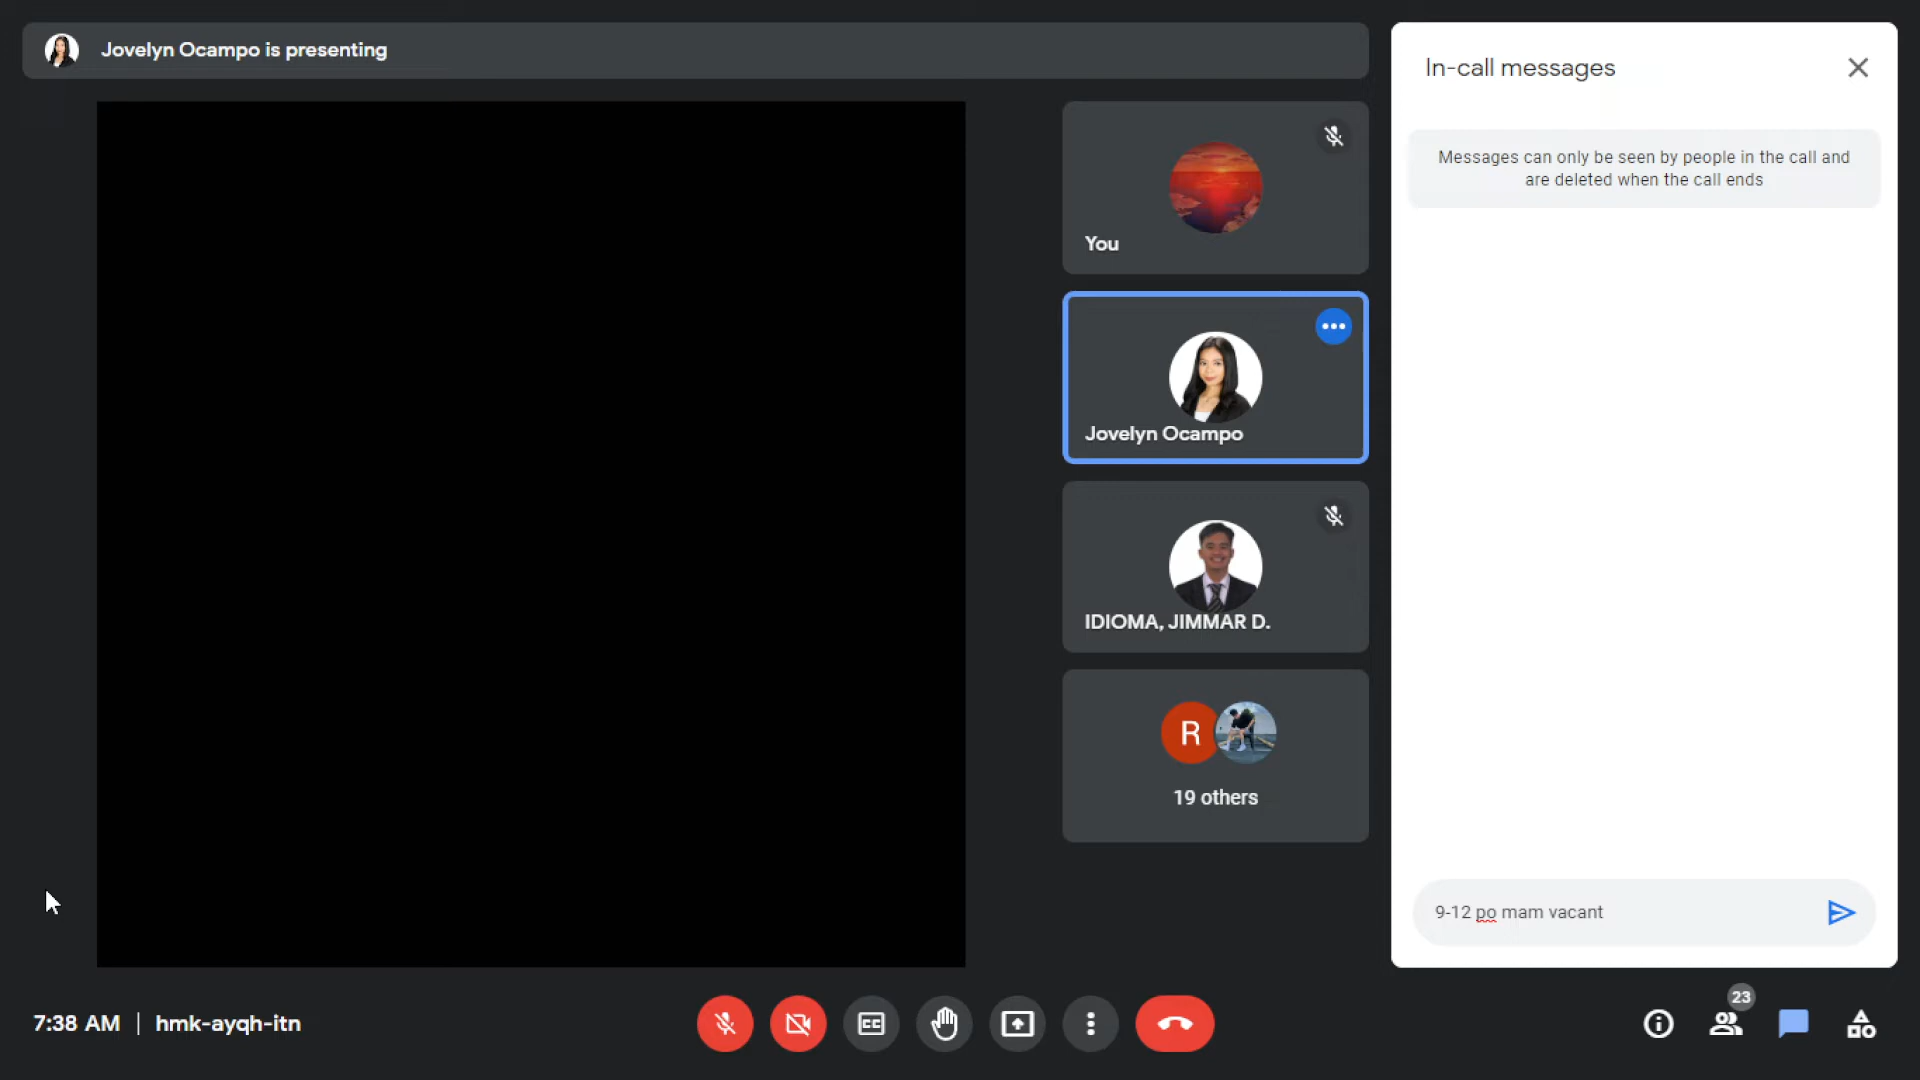 Jovelyn Ocampo is presenting
You
Jovelyn Ocampo
IDIOMA, JIMMAR D.
R
19 others
In-call messages
Messages can only be seen by people in the call and
are deleted when the call ends
9-12 po mam vacant
7:38 AM | hmk-ayqh-itn
CC
23